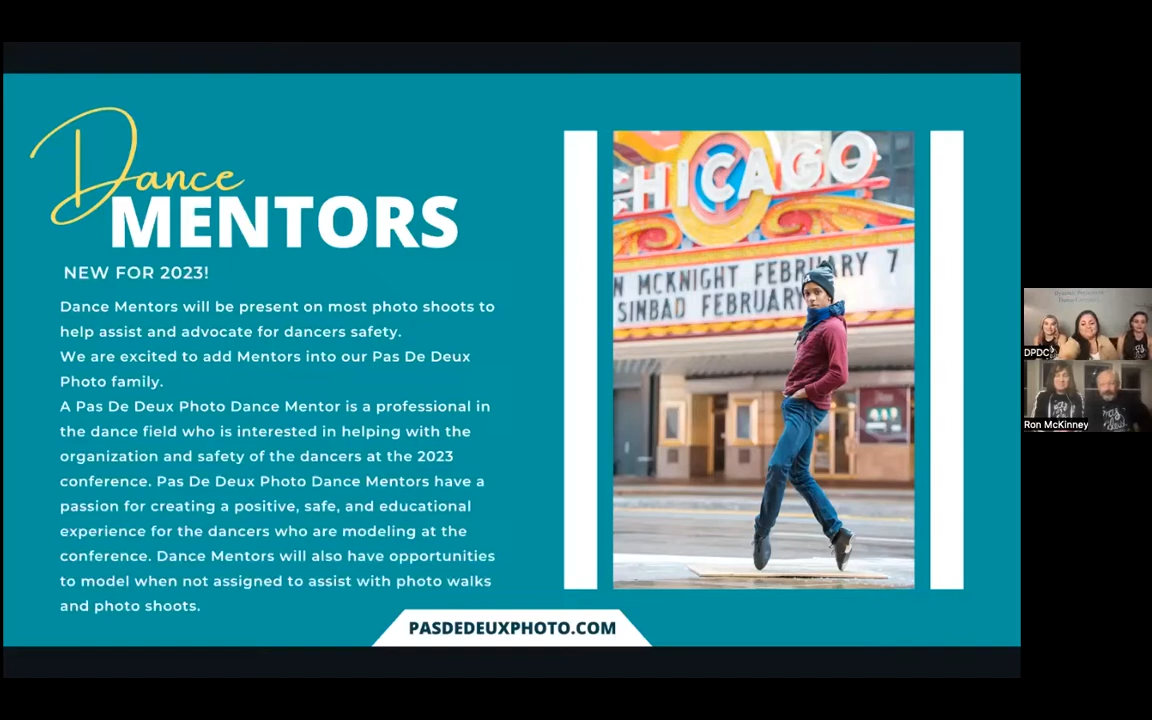 Dance
MENTORS
NEW FOR 2023!
Dance Mentors will be present on most photo shoots to
help assist and advocate for dancers safety.
We are excited to add Mentors into our Pas De Deux
Photo family.
A Pas De Deux Photo Dance Mentor is a professional in
the dance field who is interested in helping with the
organization and safety of the dancers at the 2023
conference. Pas De Deux Photo Dance Mentors have a
passion for creating a positive, safe, and educational
experience for the dancers who are modeling at the
conference. Dance Mentors will also have opportunities
to model when not assigned to assist with photo walks
and photo shoots.
PASDEDEUXPHOTO.COM
CHICAGO
N MCKNIGHT FEBRUARY 7
SINBAD FEBRUARY
DPDC
Ron McKinney